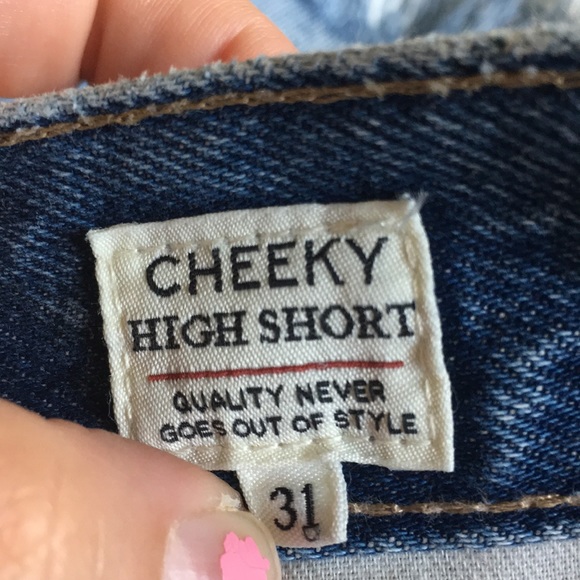 CHEEKY
HIGH SHORT
QUALITY NEVER
GOES OUT OF STYLE
31